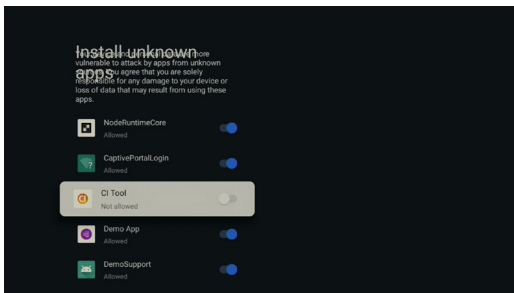 Install unknown
apps
more
vulnerable to attack by apps from unknown
you agree that you are solely
responsible for any damage to your device or
loss of data that may result from using these
apps.
NodeRuntimeCore
Allowed
CaptivePortalLogin
Allowed
CI Tool
Not allowed
Demo App
Allowed
DemoSupport
Allowed